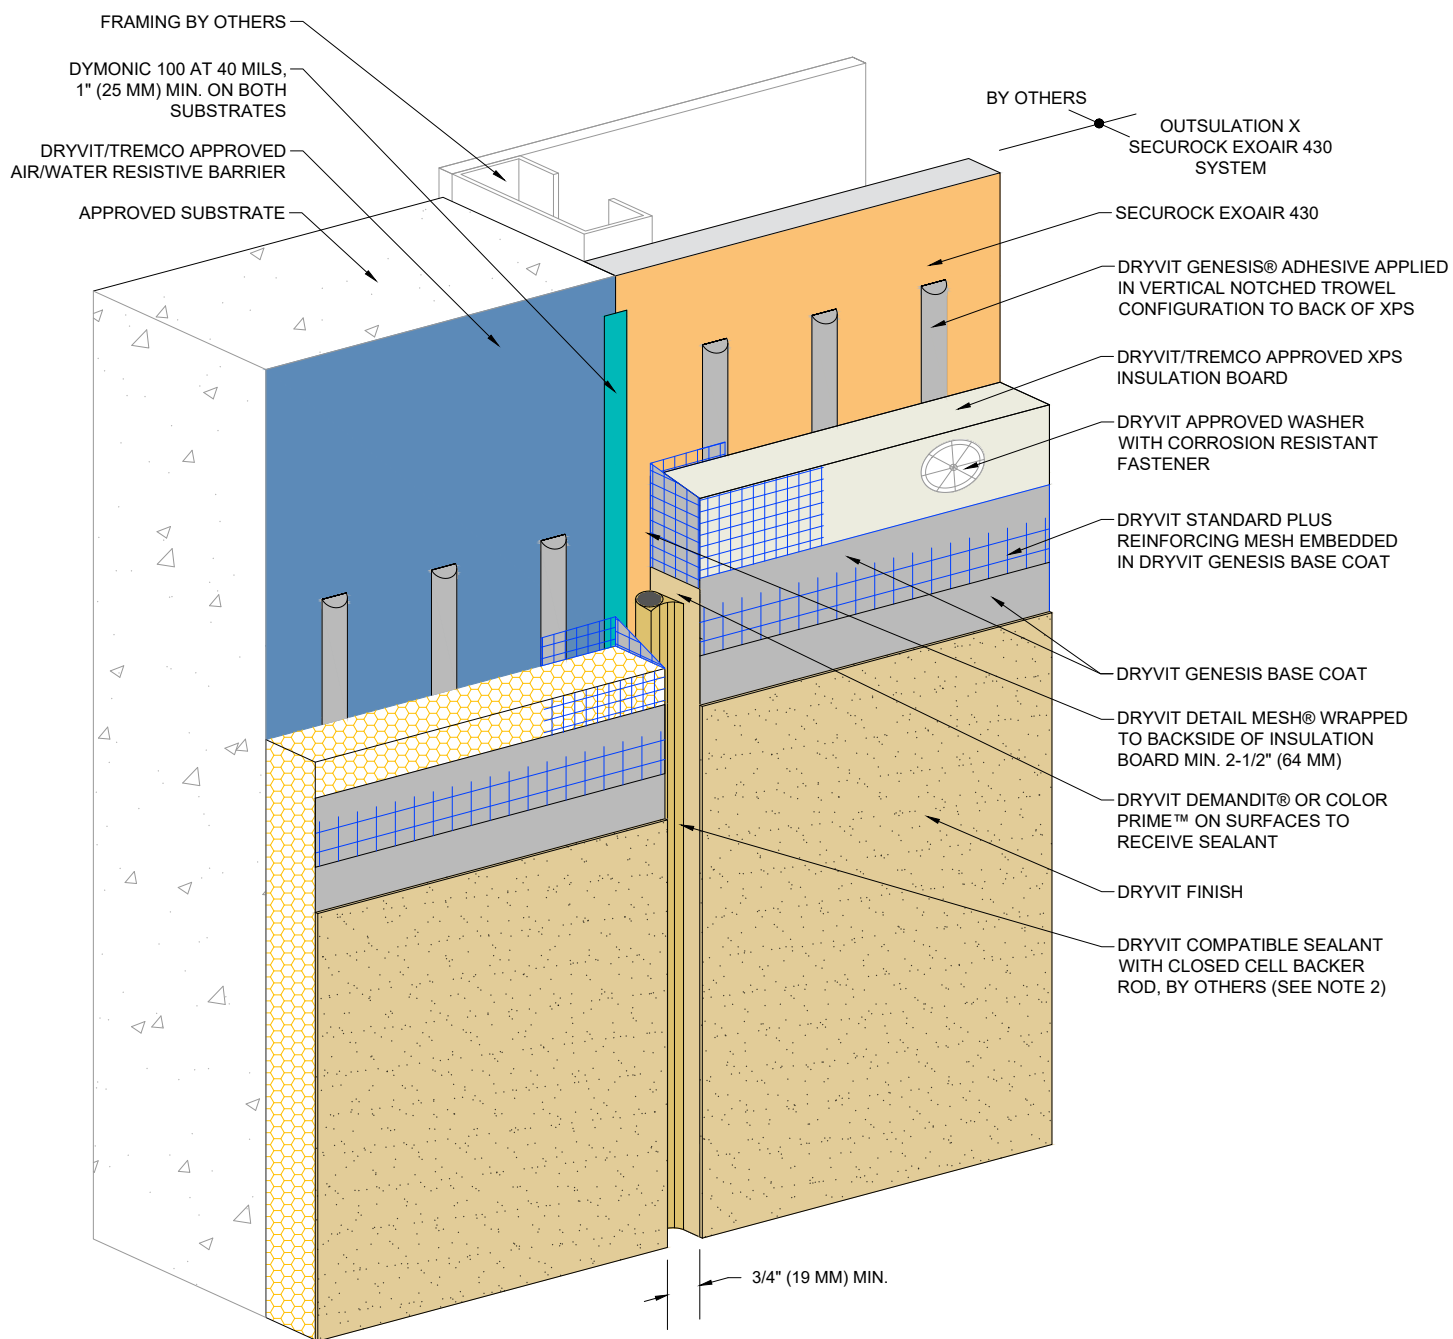 FRAMING BY OTHERS
DYMONIC 100 AT 40 MILS,
1" (25 MM) MIN. ON BOTH
SUBSTRATES
DRYVIT/TREMCO APPROVED
AIR/WATER RESISTIVE BARRIER
APPROVED SUBSTRATE
BY OTHERS
OUTSULATION X
SECUROCK EXOAIR 430
SYSTEM
SECUROCK EXOAIR 430
DRYVIT GENESIS® ADHESIVE APPLIED
IN VERTICAL NOTCHED TROWEL
CONFIGURATION TO BACK OF XPS
DRYVIT/TREMCO APPROVED XPS
INSULATION BOARD
DRYVIT APPROVED WASHER
WITH CORROSION RESISTANT
FASTENER
DRYVIT STANDARD PLUS
REINFORCING MESH EMBEDDED
IN DRYVIT GENESIS BASE COAT
DRYVIT GENESIS BASE COAT
DRYVIT DETAIL MESH® WRAPPED
TO BACKSIDE OF INSULATION
BOARD MIN. 2-1/2" (64 MM)
DRYVIT DEMANDIT® OR COLOR
PRIME™ ON SURFACES TO
RECEIVE SEALANT
DRYVIT FINISH
DRYVIT COMPATIBLE SEALANT
WITH CLOSED CELL BACKER
ROD, BY OTHERS (SEE NOTE 2)
3/4" (19 MM) MIN.